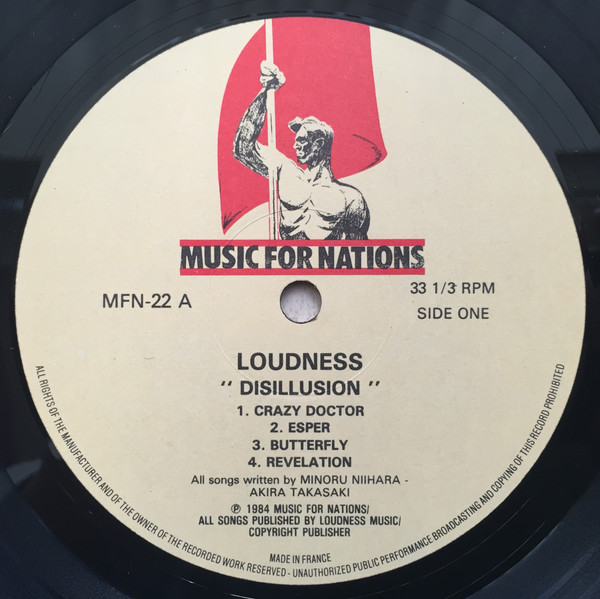 MUSIC FOR NATIONS
MFN-22 A
33 1/3 RPM
SIDE ONE
LOUDNESS
" DISILLUSION "
1. CRAZY DOCTOR
2. ESPER
3. BUTTERFLY
4. REVELATION
All songs written by MINORU NIIHARA -
AKIRA TAKASAKI
℗ 1984 MUSIC FOR NATIONS/
ALL SONGS PUBLISHED BY LOUDNESS MUSIC/
COPYRIGHT PUBLISHER
MADE IN FRANCE
ALL RIGHTS OF THE MANUFACTURER AND OF THE OWNER OF THE RECORDED WORK RESERVED - UNAUTHORIZED PUBLIC PERFORMANCE BROADCASTING AND COPYING OF THIS RECORD PROHIBITED